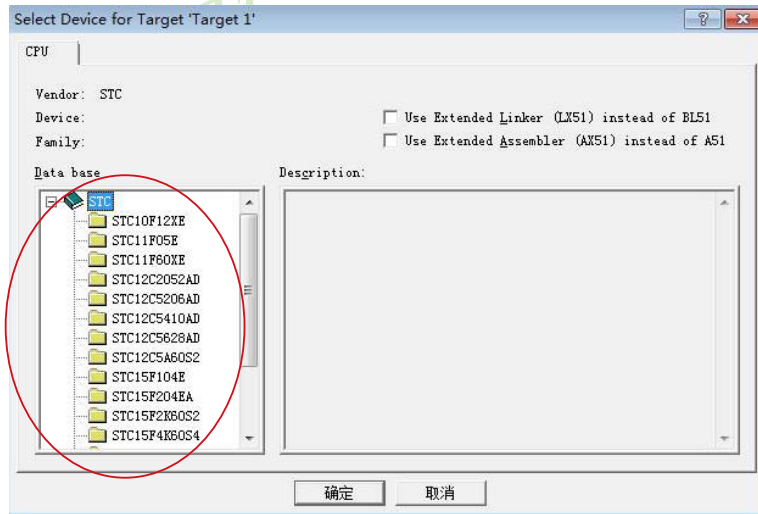 Select Device for Target 'Target 1'
CPU
Vendor: STC
Device:
Use Extended Linker (LX51) instead of BL51
Family:
Use Extended Assembler (AX51) instead of A51
Data base
Description:
STC
STC10F12XE
STC11F05E
STC11F60XE
STC12C2052AD
STC12C5206AD
STC12C5410AD
STC12C5628AD
STC12C5A60S2
STC15F104E
STC15F204EA
STC15F2K60S2
STC15F4K60S4
确定
取消